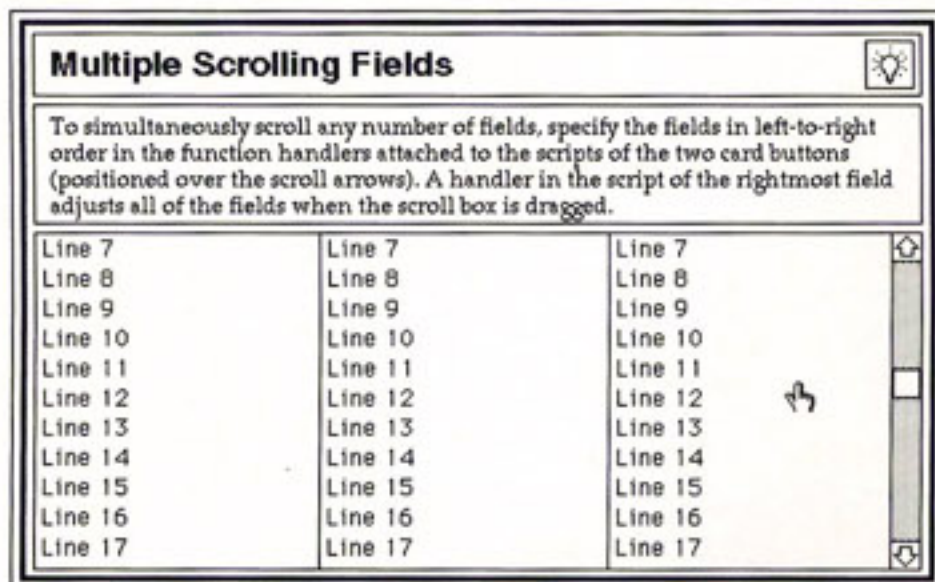 Multiple Scrolling Fields
To simultaneously scroll any number of fields, specify the fields in left-to-right
order in the function handlers attached to the scripts of the two card buttons
(positioned over the scroll arrows). A handler in the script of the rightmost field
adjusts all of the fields when the scroll box is dragged.
Line 7 Line 7 Line 7
Line 8 Line 8 Line 8
Line 9 Line 9 Line 9
Line 10 Line 10 Line 10
Line 11 Line 11 Line 11
Line 12 Line 12 Line 12
Line 13 Line 13 Line 13
Line 14 Line 14 Line 14
Line 15 Line 15 Line 15
Line 16 Line 16 Line 16
Line 17 Line 17 Line 17